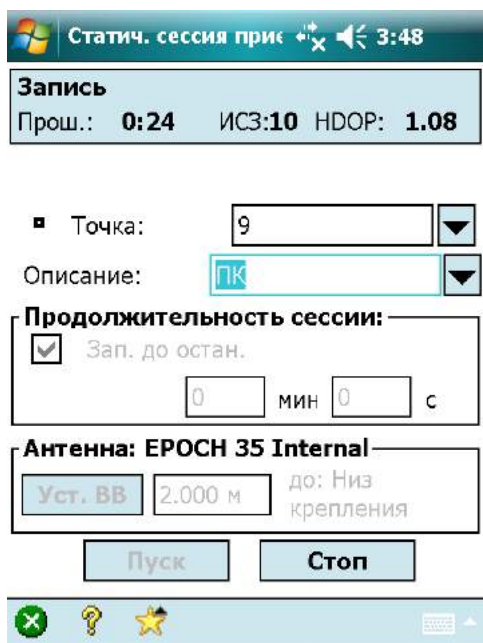 Статич. сессия прие 3:48
Запись
Прош.: 0:24 ИСЗ:10 HDOP: 1.08
Точка: 9
Описание: ПК
Продолжительность сессии:
Зап. до остан.
0 мин 0 с
Антенна: EPOCH 35 Internal
Уст. ВВ 2.000 м до: Низ
крепления
Пуск Стоп